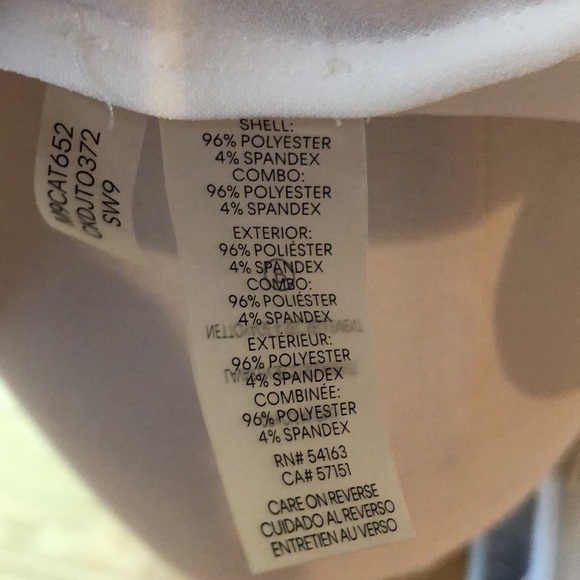 M9CAT652
CKDJTO372
SW9
SHELL:
96% POLYESTER
4% SPANDEX
COMBO:
96% POLYESTER
4% SPANDEX
EXTERIOR:
96% POLIÉSTER
4% SPANDEX
COMBO:
96% POLIÉSTER
4% SPANDEX
EXTÉRIEUR:
96% POLYESTER
4% SPANDEX
COMBINÉE:
96% POLYESTER
4% SPANDEX
RN# 54163
CA# 57151
CARE ON REVERSE
CUIDADO AL REVERSO
ENTRETIEN AU VERSO